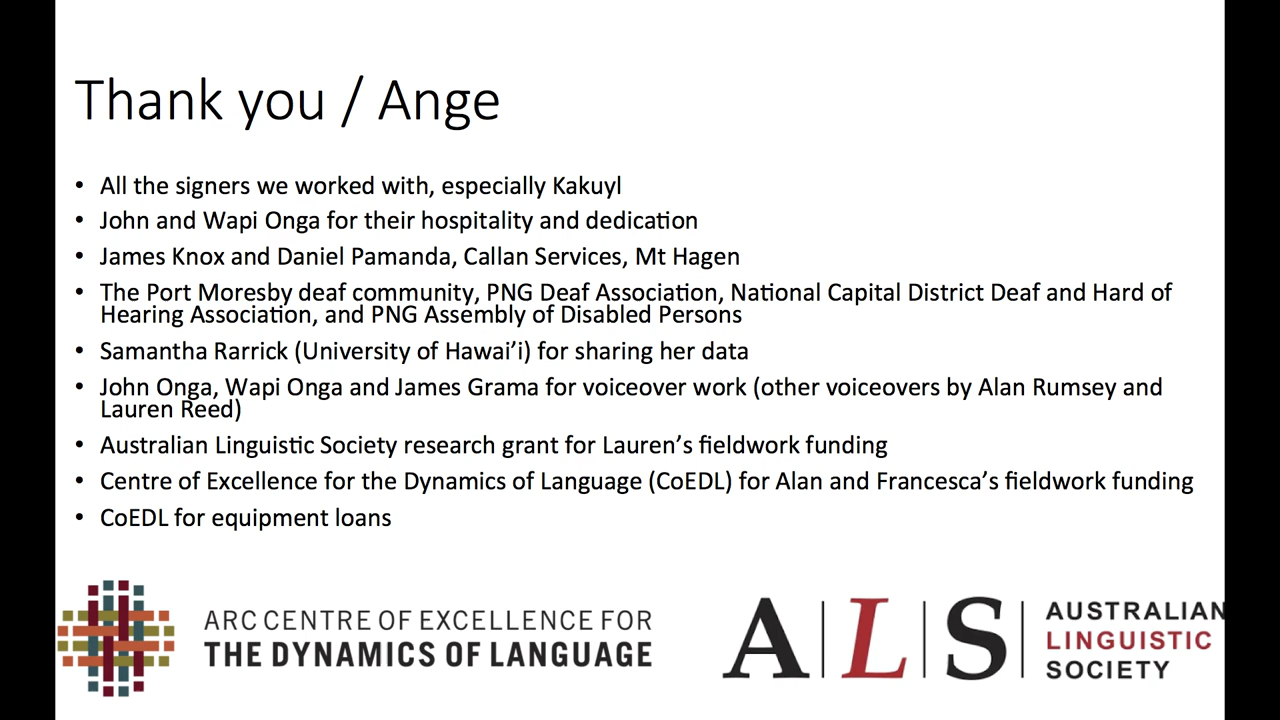 Thank you / Ange
• All the signers we worked with, especially Kakuyl
• John and Wapi Onga for their hospitality and dedication
• James Knox and Daniel Pamanda, Callan Services, Mt Hagen
• The Port Moresby deaf community, PNG Deaf Association, National Capital District Deaf and Hard of
Hearing Association, and PNG Assembly of Disabled Persons
• Samantha Rarrick (University of Hawai’i) for sharing her data
• John Onga, Wapi Onga and James Grama for voiceover work (other voiceovers by Alan Rumsey and
Lauren Reed)
• Australian Linguistic Society research grant for Lauren’s fieldwork funding
• Centre of Excellence for the Dynamics of Language (CoEDL) for Alan and Francesca’s fieldwork funding
• CoEDL for equipment loans
ARC CENTRE OF EXCELLENCE FOR
THE DYNAMICS OF LANGUAGE
A | L | S |
AUSTRALIAN
LINGUISTIC
SOCIETY